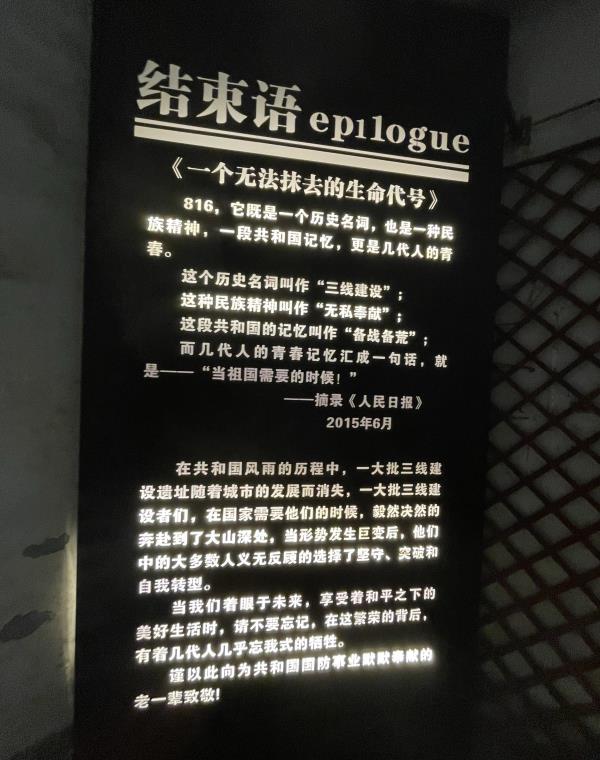 结束语 epilogue
《一个无法抹去的生命代号》
816，它既是一个历史名词，也是一种民
族精神，一段共和国记忆，更是几代人的青
春。
这个历史名词叫作“三线建设”；
这种民族精神叫作“无私奉献”；
这段共和国的记忆叫作“备战备荒”；
而几代人的青春记忆汇成一句话，就
是——“当祖国需要的时候！”
——摘录《人民日报》
2015年6月
在共和国风雨的历程中，一大批三线建
设遗址随着城市的发展而消失，一大批三线建
设者们，在国家需要他们的时候，毅然决然的
奔赴到了大山深处，当形势发生巨变后，他们
中的大多数人义无反顾的选择了坚守、突破和
自我转型。
当我们着眼于未来，享受着和平之下的
美好生活时，请不要忘记，在这繁荣的背后，
有着几代人几乎忘我式的牺牲。
谨以此向为共和国国防事业默默奉献的
老一辈致敬！